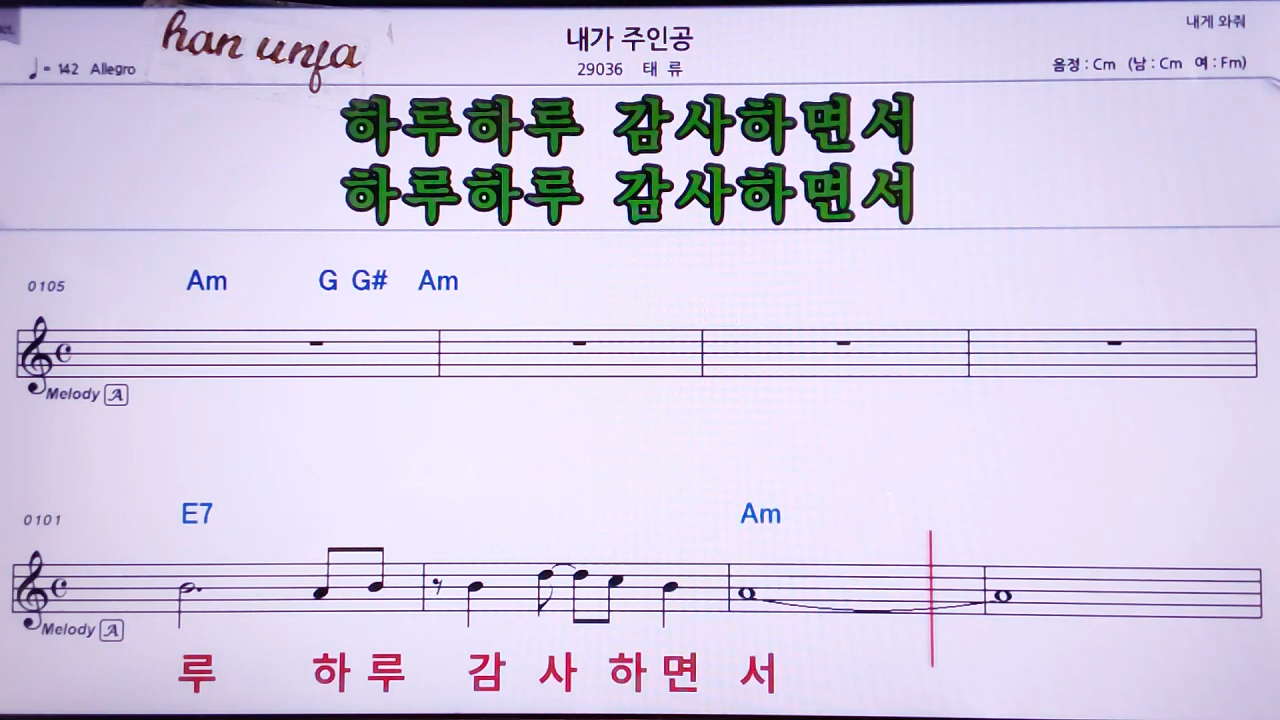 han unfa
내가 주인공
내게 와줘
♩= 142 Allegro
29036 태 류
음정 : Cm (남 : Cm 여 : Fm)
하루하루 감사하면서
하루하루 감사하면서
0105 Am G G# Am
Melody A
0101 E7 Am
Melody A
루 하 루 감 사 하 면 서